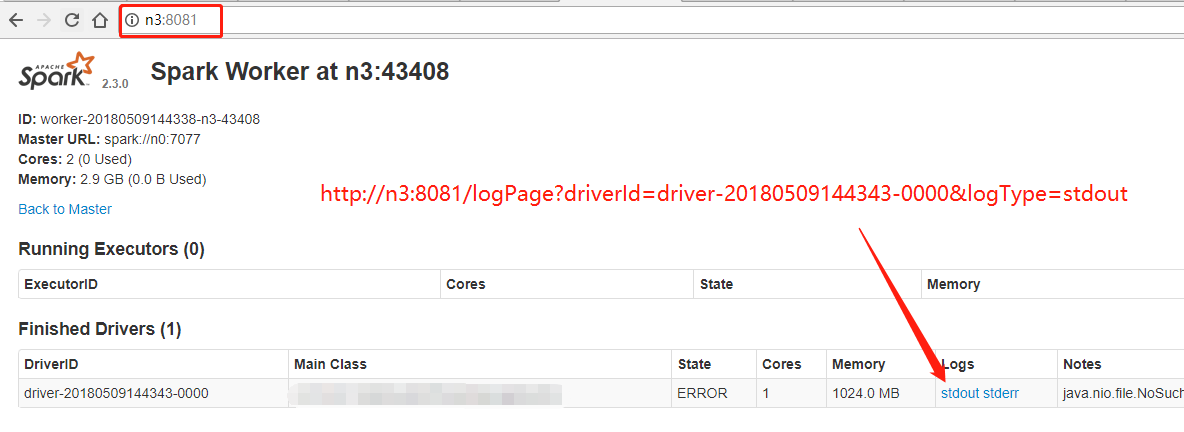 n3:8081
APACHE
Spark 2.3.0 Spark Worker at n3:43408
ID: worker-20180509144338-n3-43408
Master URL: spark://n0:7077
Cores: 2 (0 Used)
Memory: 2.9 GB (0.0 B Used)
http://n3:8081/logPage?driverId=driver-20180509144343-0000&logType=stdout
Back to Master
Running Executors (0)
ExecutorID Cores State Memory
Finished Drivers (1)
DriverID Main Class State Cores Memory Logs Notes
driver-20180509144343-0000 ERROR 1 1024.0 MB stdout stderr java.nio.file.NoSuch